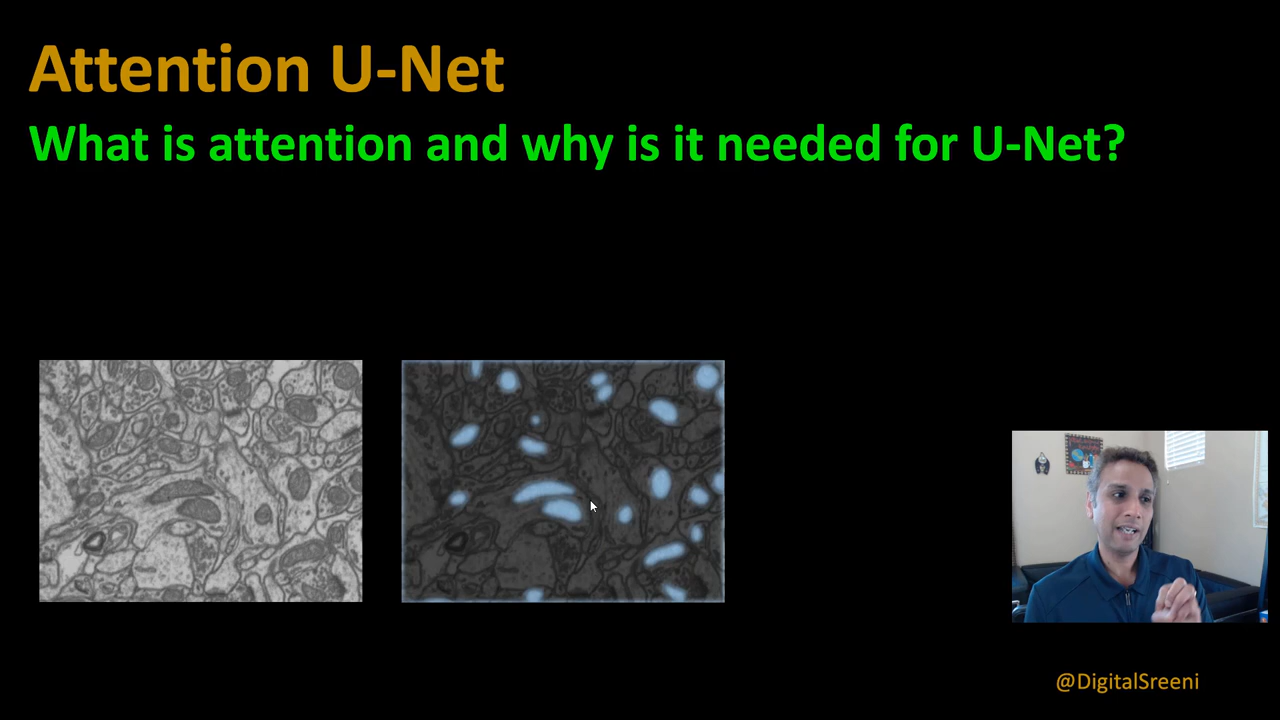 Attention U-Net
What is attention and why is it needed for U-Net?
@DigitalSreeni